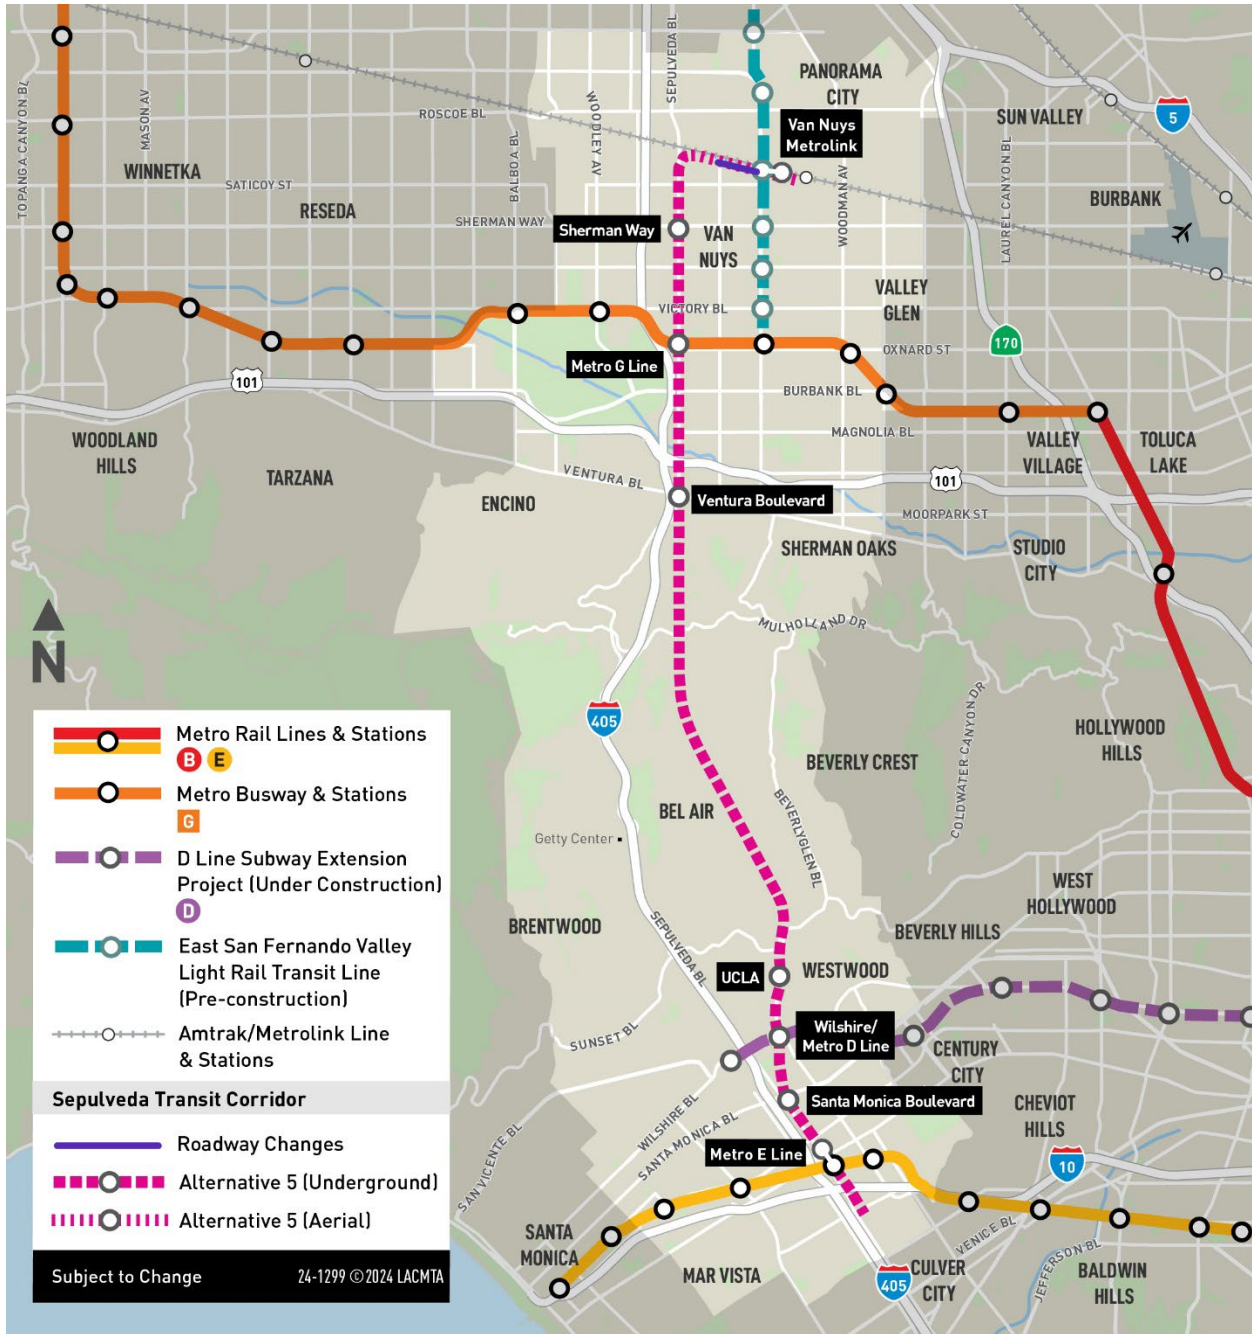 SEPULVEDA BL
PANORAMA
CITY
TOPANGA CANYON BL
MASON AV
WOODLEY AV
ROSCOE BL
BALBOA BL
Van Nuys
Metrolink
SUN VALLEY
5
LAUREL CANYON BL
WOODMAN AV
BURBANK
WINNETKA
SATICOY ST
RESEDA
SHERMAN WAY
Sherman Way
VAN
NUYS
VALLEY
GLEN
VICTORY BL
170
OXNARD ST
Metro G Line
101
BURBANK BL
MAGNOLIA BL
WOODLAND
HILLS
TARZANA
VENTURA BL
VALLEY
VILLAGE
TOLUCA
LAKE
101
ENCINO
Ventura Boulevard
MOORPARK ST
SHERMAN OAKS
STUDIO
CITY
MULHOLLAND DR
N
405
COLDWATER CANYON DR
HOLLYWOOD
HILLS
BEVERLY CREST
BEL AIR
BEVERLYGLEN BL
Getty Center
WEST
HOLLYWOOD
BRENTWOOD
SEPULVEDA BL
BEVERLY HILLS
UCLA
WESTWOOD
SUNSET BL
Wilshire/
Metro D Line
CENTURY
CITY
Santa Monica Boulevard
CHEVIOT
HILLS
WILSHIRE BL
SANTA MONICA BL
SAN VICENTE BL
Metro E Line
10
SANTA
MONICA
VENICE BL
MAR VISTA
405
CULVER
CITY
JEFFERSON BL
BALDWIN
HILLS
Metro Rail Lines & Stations
B E
Metro Busway & Stations
G
D Line Subway Extension
Project (Under Construction)
D
East San Fernando Valley
Light Rail Transit Line
(Pre-construction)
Amtrak/Metrolink Line
& Stations
Sepulveda Transit Corridor
Roadway Changes
Alternative 5 (Underground)
Alternative 5 (Aerial)
Subject to Change 24-1299 ©2024 LACMTA